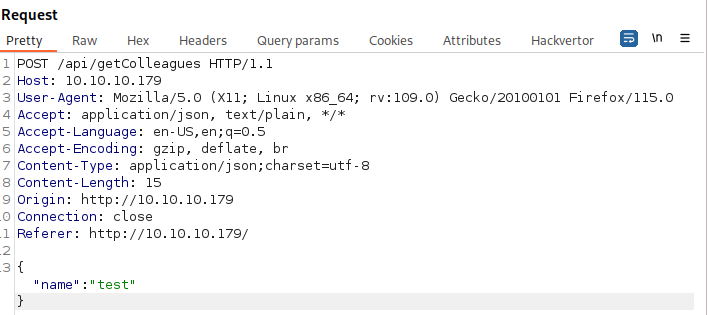 Request
Pretty Raw Hex Headers Query params Cookies Attributes Hackvertor \n
1 POST /api/getColleagues HTTP/1.1
2 Host: 10.10.10.179
3 User-Agent: Mozilla/5.0 (X11; Linux x86_64; rv:109.0) Gecko/20100101 Firefox/115.0
4 Accept: application/json, text/plain, */*
5 Accept-Language: en-US,en;q=0.5
6 Accept-Encoding: gzip, deflate, br
7 Content-Type: application/json;charset=utf-8
8 Content-Length: 15
9 Origin: http://10.10.10.179
0 Connection: close
1 Referer: http://10.10.10.179/
2
3 {
"name":"test"
}